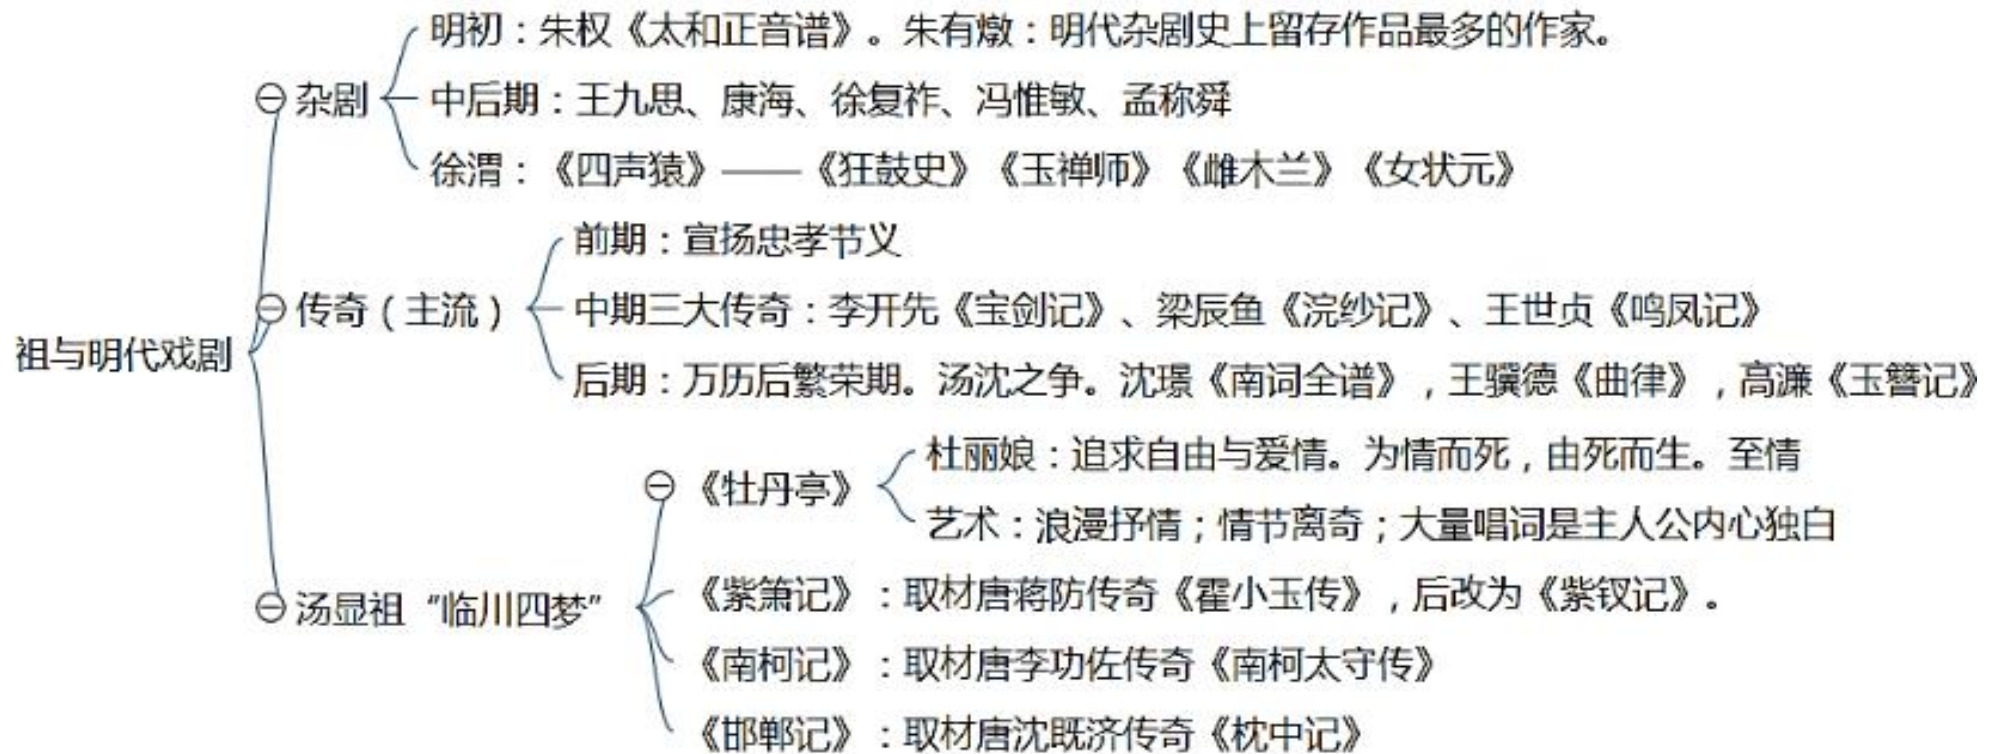 祖与明代戏剧
杂剧
明初：朱权《太和正音谱》。朱有燉：明代杂剧史上留存作品最多的作家。
中后期：王九思、康海、徐复祚、冯惟敏、孟称舜
徐渭：《四声猿》——《狂鼓史》《玉禅师》《雌木兰》《女状元》
传奇（主流）
前期：宣扬忠孝节义
中期三大传奇：李开先《宝剑记》、梁辰鱼《浣纱记》、王世贞《鸣凤记》
后期：万历后繁荣期。汤沈之争。沈璟《南词全谱》，王骥德《曲律》，高濂《玉簪记》
汤显祖“临川四梦”
《牡丹亭》
杜丽娘：追求自由与爱情。为情而死，由死而生。至情
艺术：浪漫抒情；情节离奇；大量唱词是主人公内心独白
《紫箫记》：取材唐蒋防传奇《霍小玉传》，后改为《紫钗记》。
《南柯记》：取材唐李功佐传奇《南柯太守传》
《邯郸记》：取材唐沈既济传奇《枕中记》